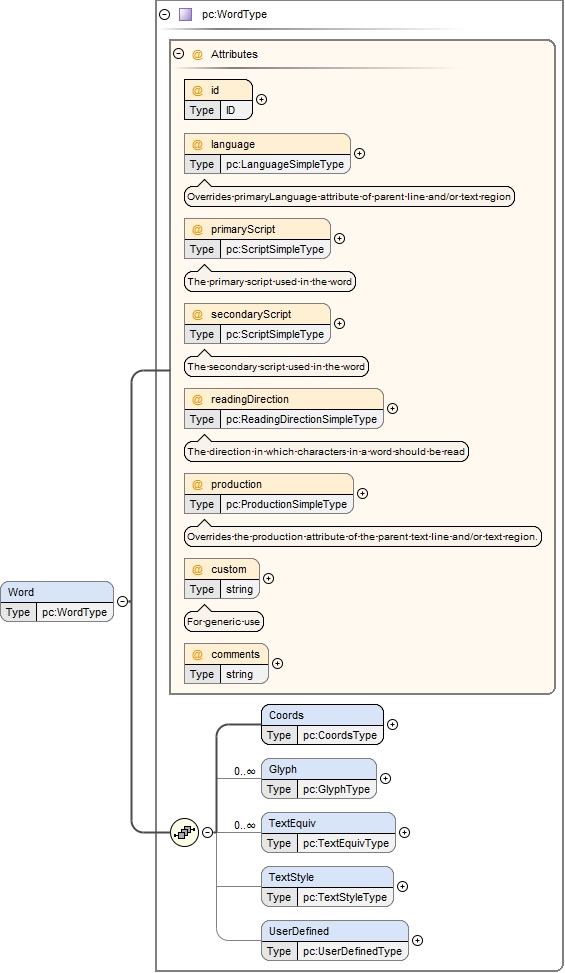 pc:WordType
@ Attributes
@ id
Type ID
@ language
Type pc:LanguageSimpleType
Overrides primaryLanguage attribute of parent line and/or text region
@ primaryScript
Type pc:ScriptSimpleType
The primary script used in the word
@ secondaryScript
Type pc:ScriptSimpleType
The secondary script used in the word
@ readingDirection
Type pc:ReadingDirectionSimpleType
The direction in which characters in a word should be read
@ production
Type pc:ProductionSimpleType
Overrides the production attribute of the parent text line and/or text region.
@ custom
Type string
For generic use
@ comments
Type string
Word
Type pc:WordType
Coords
Type pc:CoordsType
0..∞ Glyph
Type pc:GlyphType
0..∞ TextEquiv
Type pc:TextEquivType
TextStyle
Type pc:TextStyleType
UserDefined
Type pc:UserDefinedType